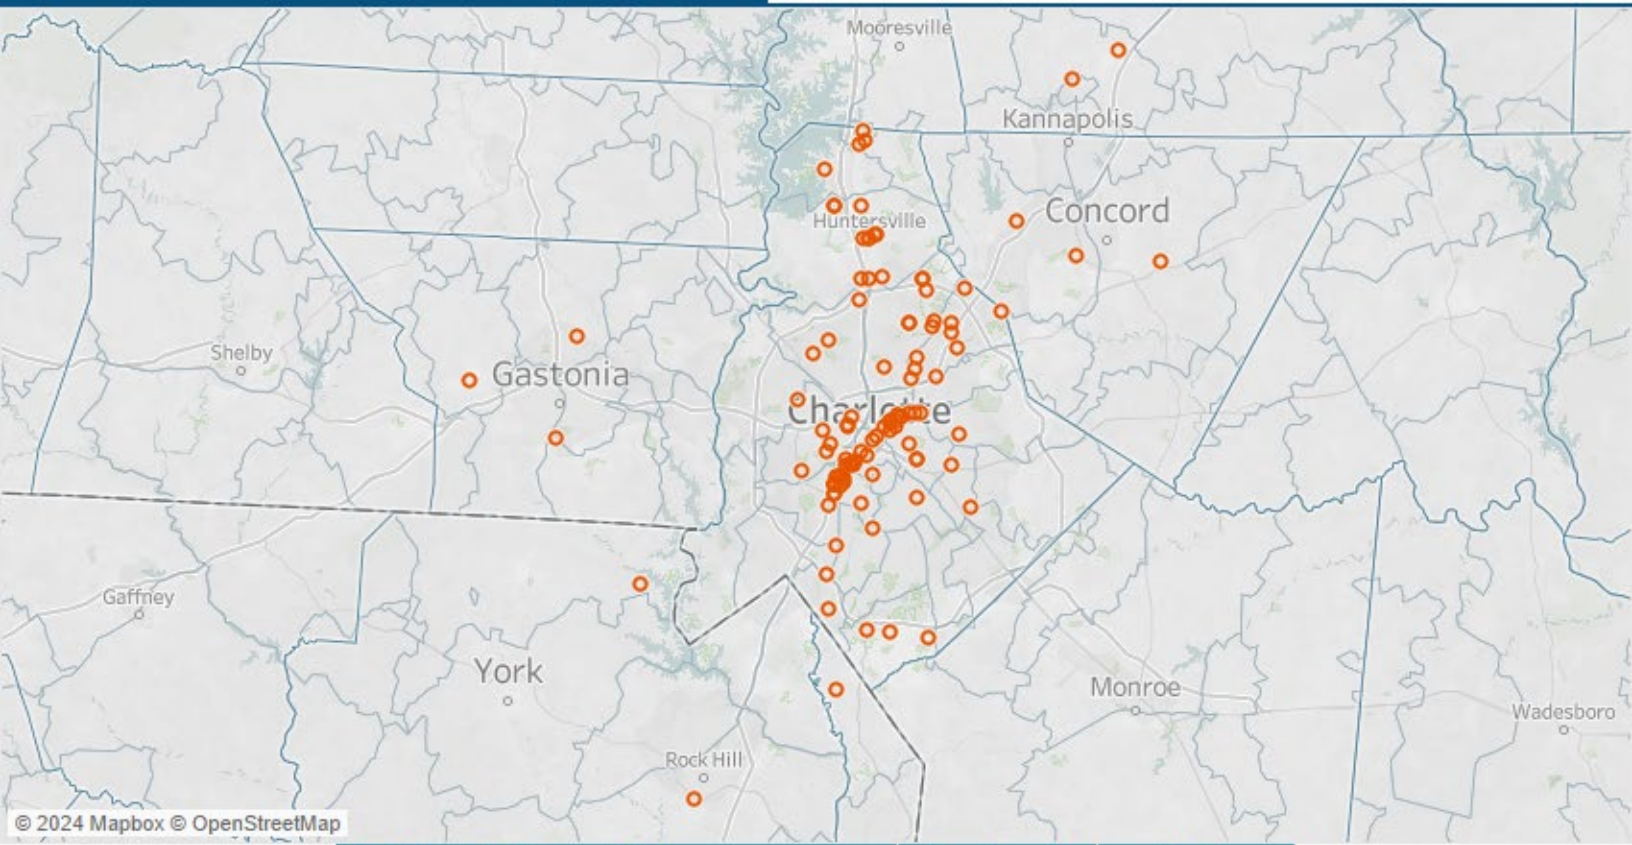 Mooresville
Kannapolis
Concord
Huntersville
Shelby
Gastonia
Charlotte
Gaffney
York
Monroe
Wadesboro
Rock Hill
© 2024 Mapbox © OpenStreetMap